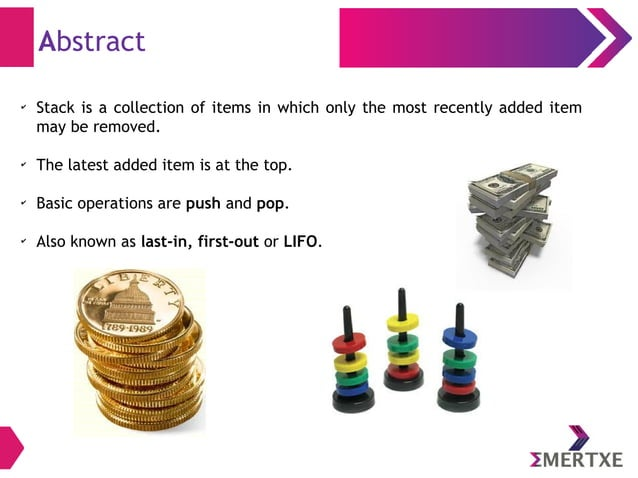 Abstract
✔ Stack is a collection of items in which only the most recently added item
may be removed.
✔ The latest added item is at the top.
✔ Basic operations are push and pop.
✔ Also known as last-in, first-out or LIFO.
LIBERTY
1789-1989
ΣMERTXE